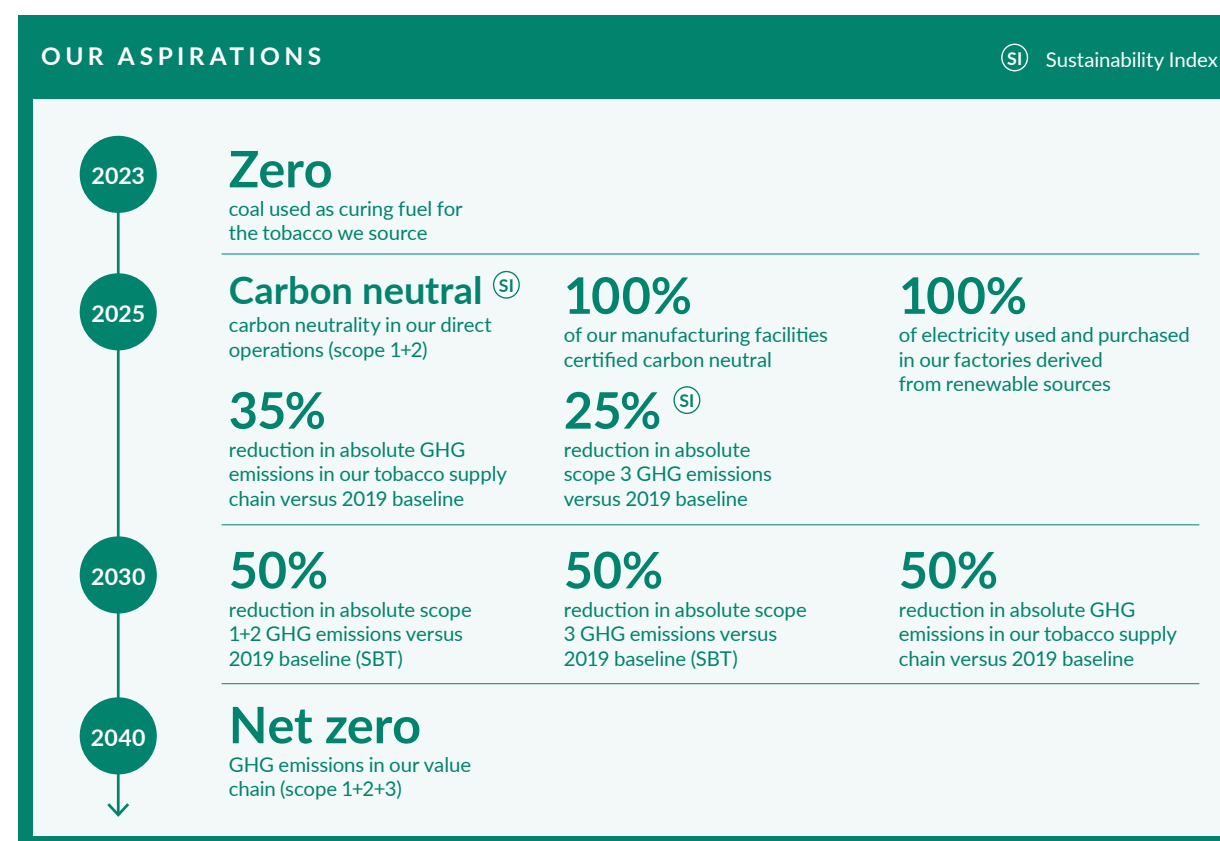 OUR ASPIRATIONS
SI Sustainability Index
2023
Zero
coal used as curing fuel for
the tobacco we source
2025
Carbon neutral SI
carbon neutrality in our direct
operations (scope 1+2)
100%
of our manufacturing facilities
certified carbon neutral
100%
of electricity used and purchased
in our factories derived
from renewable sources
35%
reduction in absolute GHG
emissions in our tobacco supply
chain versus 2019 baseline
25% SI
reduction in absolute
scope 3 GHG emissions
versus 2019 baseline
2030
50%
reduction in absolute scope
1+2 GHG emissions versus
2019 baseline (SBT)
50%
reduction in absolute scope
3 GHG emissions versus
2019 baseline (SBT)
50%
reduction in absolute GHG
emissions in our tobacco supply
chain versus 2019 baseline
2040
Net zero
GHG emissions in our value
chain (scope 1+2+3)